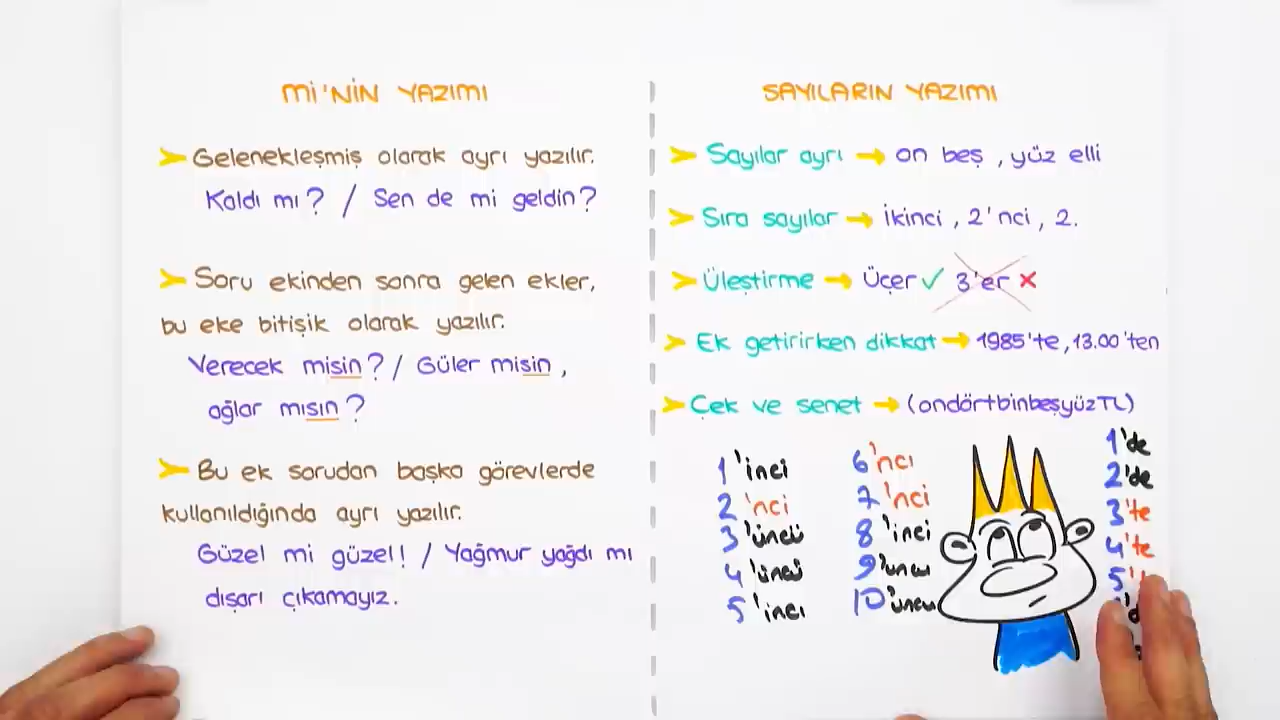 Mİ'NİN YAZIMI
Gelenekleşmiş olarak ayrı yazılır.
Kaldı mı? / Sen de mi geldin?
Soru ekinden sonra gelen ekler,
bu eke bitişik olarak yazılır.
Verecek misin? / Güler misin,
ağlar mısın?
Bu ek sorudan başka görevlerde
kullanıldığında ayrı yazılır.
Güzel mi güzel! / Yağmur yağdı mı
dışarı çıkamayız.
SAYILARIN YAZIMI
Sayılar ayrı → on beş, yüz elli
Sıra sayılar → İkinci, 2'nci, 2.
Üleştirme → Üçer ✓ 3'er ✗
Ek getirirken dikkat → 1985'te, 13.00'ten
Çek ve senet → (ondörtbinbeşyüzTL)
1'inci
2'nci
3'üncü
4'üncü
5'inci
6'ncı
7'nci
8'inci
9'uncu
10'uncu
1'de
2'de
3'te
4'te